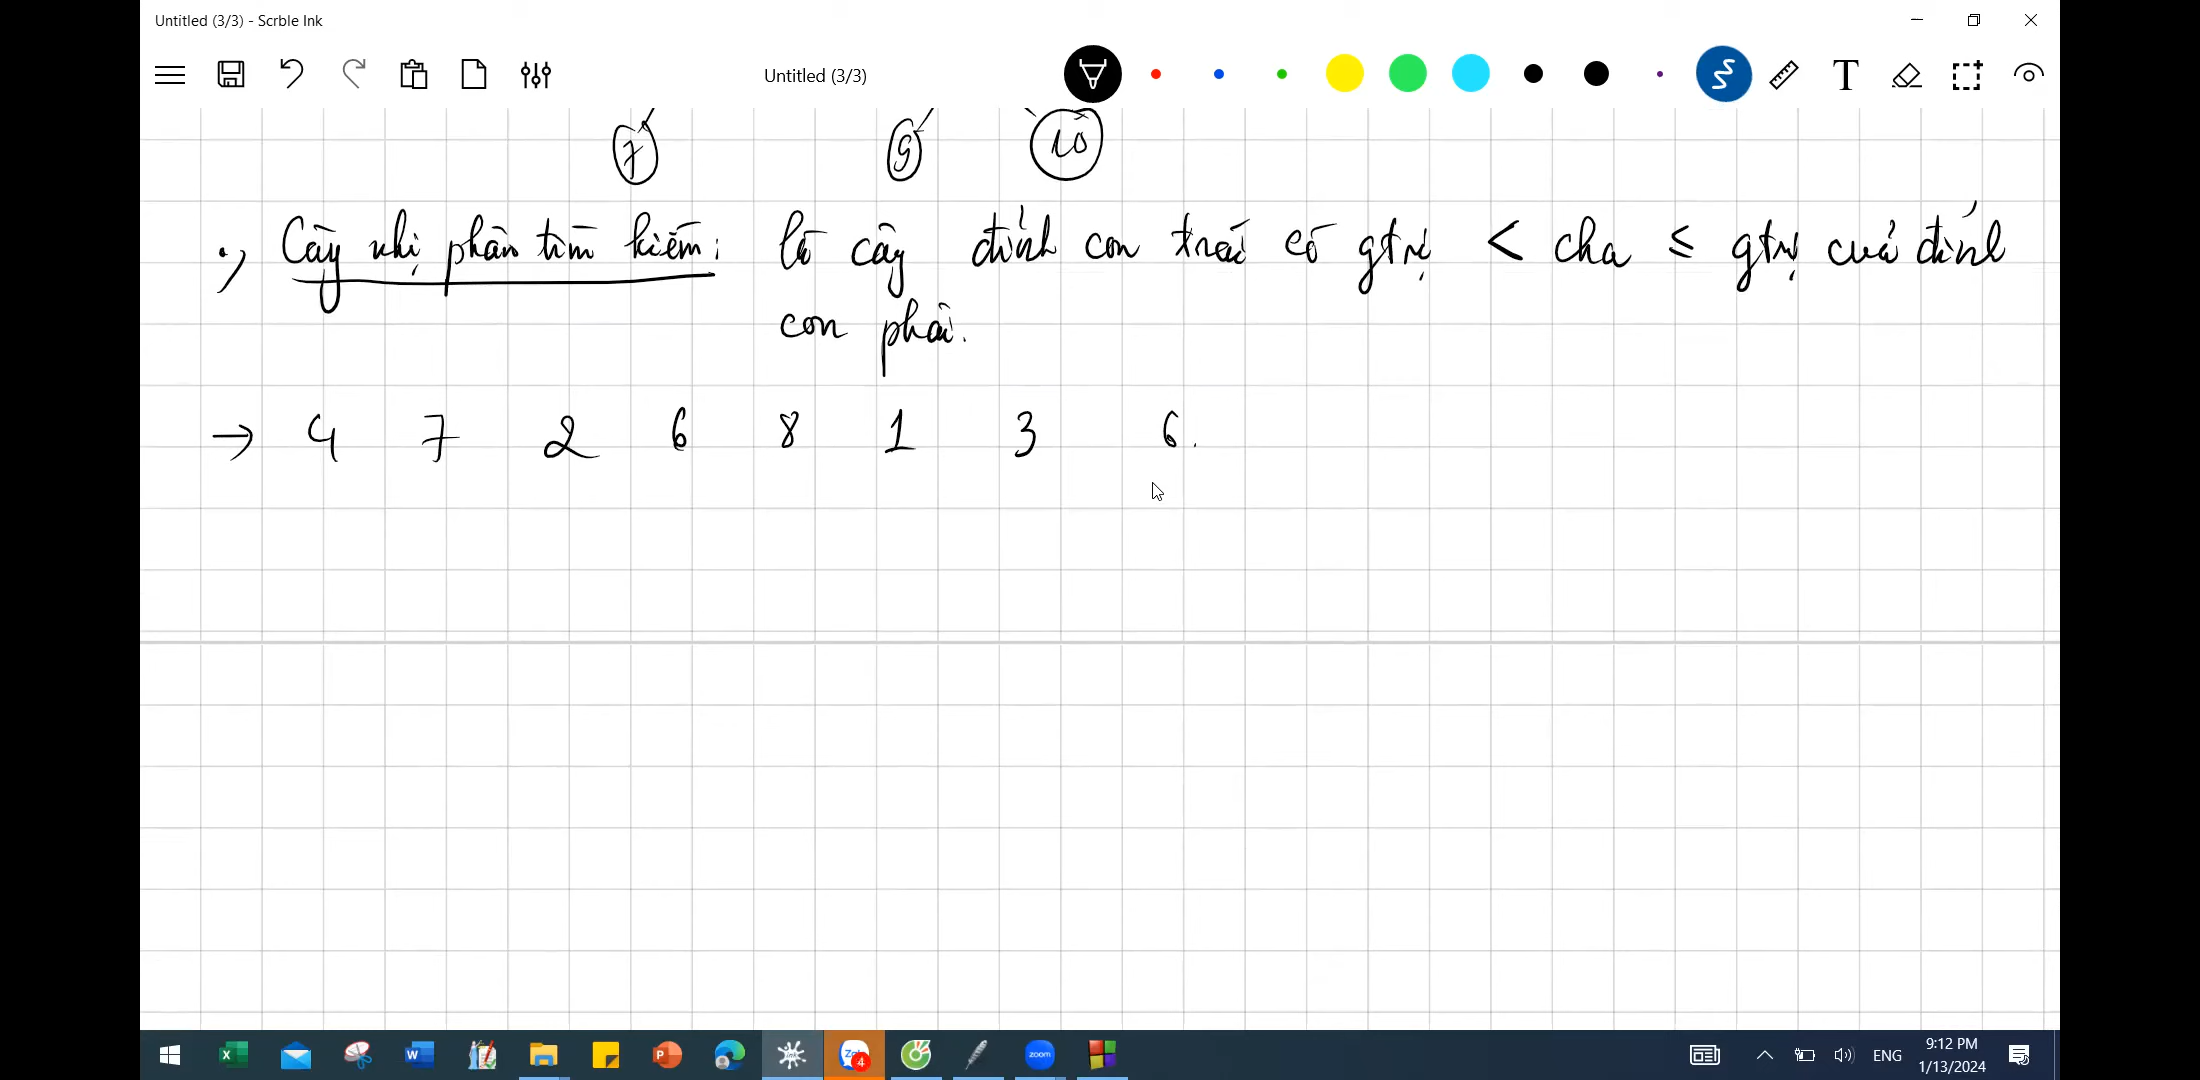 Untitled (3/3) - Scrble Ink
Untitled (3/3)
T
7 9 10
Cây nhị phân tìm kiếm: là cây đỉnh con trái có gtrị < cha ≤ gtrị của đỉnh
con phải.
→ 4 7 2 6 8 1 3 6.
ENG
9:12 PM
1/13/2024
4
zoom